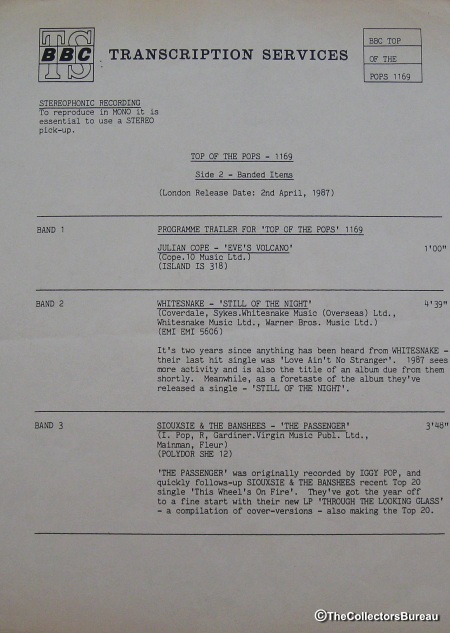 TS
BBC
TRANSCRIPTION SERVICES
BBC TOP
OF THE
POPS 1169
STEREOPHONIC RECORDING
To reproduce in MONO it is
essential to use a STEREO
pick-up.
TOP OF THE POPS - 1169
Side 2 - Banded Items
(London Release Date: 2nd April, 1987)
BAND 1 PROGRAMME TRAILER FOR 'TOP OF THE POPS' 1169
JULIAN COPE - 'EVE'S VOLCANO' 1'00"
(Cope.10 Music Ltd.)
(ISLAND IS 318)
BAND 2 WHITESNAKE - 'STILL OF THE NIGHT' 4'39"
(Coverdale, Sykes.Whitesnake Music (Overseas) Ltd.,
Whitesnake Music Ltd., Warner Bros. Music Ltd.)
(EMI EMI 5606)
It's two years since anything has been heard from WHITESNAKE -
their last hit single was 'Love Ain't No Stranger'. 1987 sees
more activity and is also the title of an album due from them
shortly. Meanwhile, as a foretaste of the album they've
released a single - 'STILL OF THE NIGHT'.
BAND 3 SIOUXSIE & THE BANSHEES - 'THE PASSENGER' 3'48"
(I. Pop, R, Gardiner.Virgin Music Publ. Ltd.,
Mainman, Fleur)
(POLYDOR SHE 12)
'THE PASSENGER' was originally recorded by IGGY POP, and
quickly follows-up SIOUXSIE & THE BANSHEES recent Top 20
single 'This Wheel's On Fire'. They've got the year off
to a fine start with their new LP 'THROUGH THE LOOKING GLASS'
- a compilation of cover-versions - also making the Top 20.
©TheCollectorsBureau